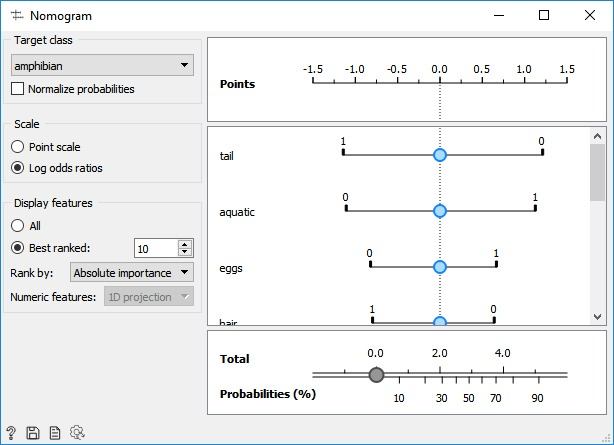 Nomogram
Target class
amphibian
Normalize probabilities
Scale
Point scale
Log odds ratios
Display features
All
Best ranked: 10
Rank by: Absolute importance
Numeric features: 1D projection
-1.5 -1.0 -0.5 0.0 0.5 1.0 1.5
Points
1 0
tail
0 1
aquatic
0 1
eggs
1 0
hair
Total 0.0 2.0 4.0
Probabilities (%) 10 30 50 70 90
?